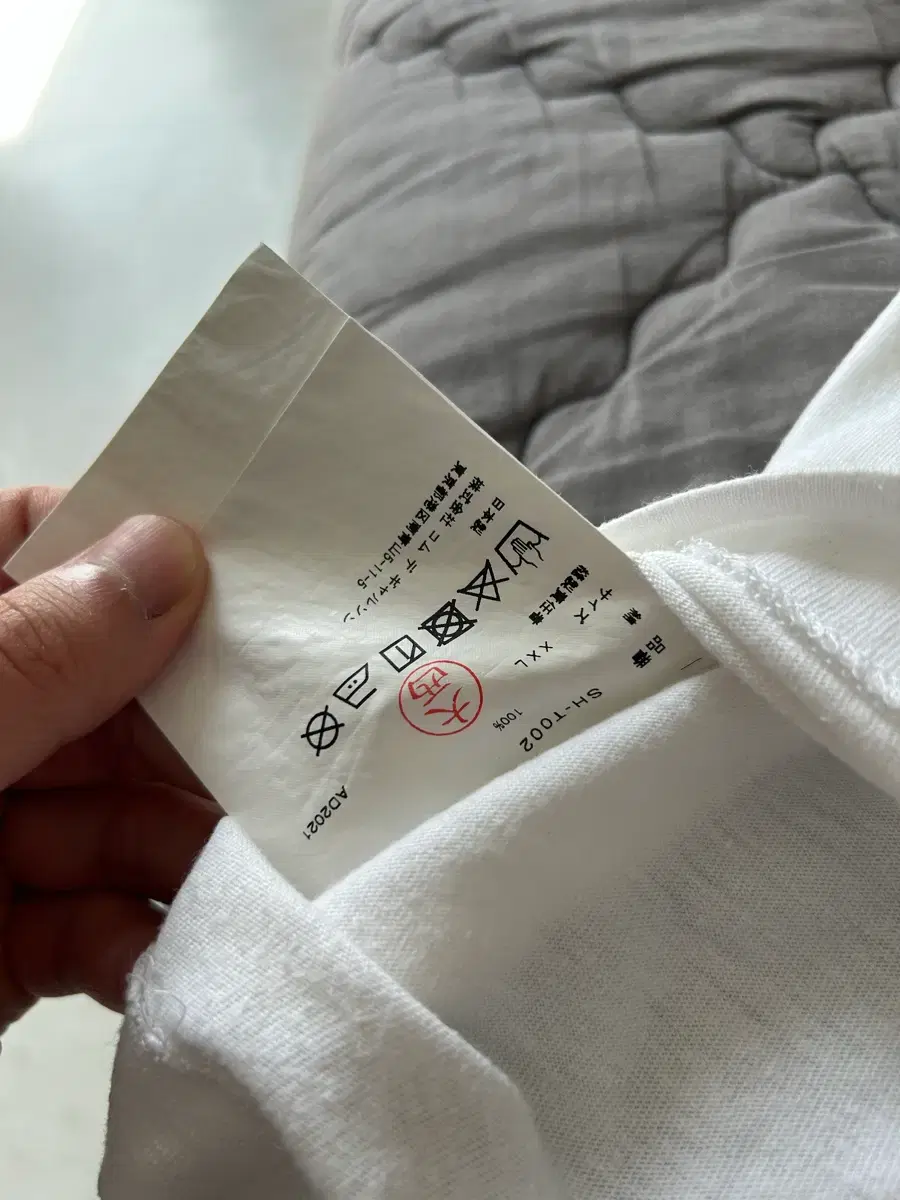 品番 SH-T002
綿 100%
サイズ XXL
縫製責任者 大西
日本製
株式会社 コム デ ギャルソン
東京都港区南青山5-11-5
AD2021